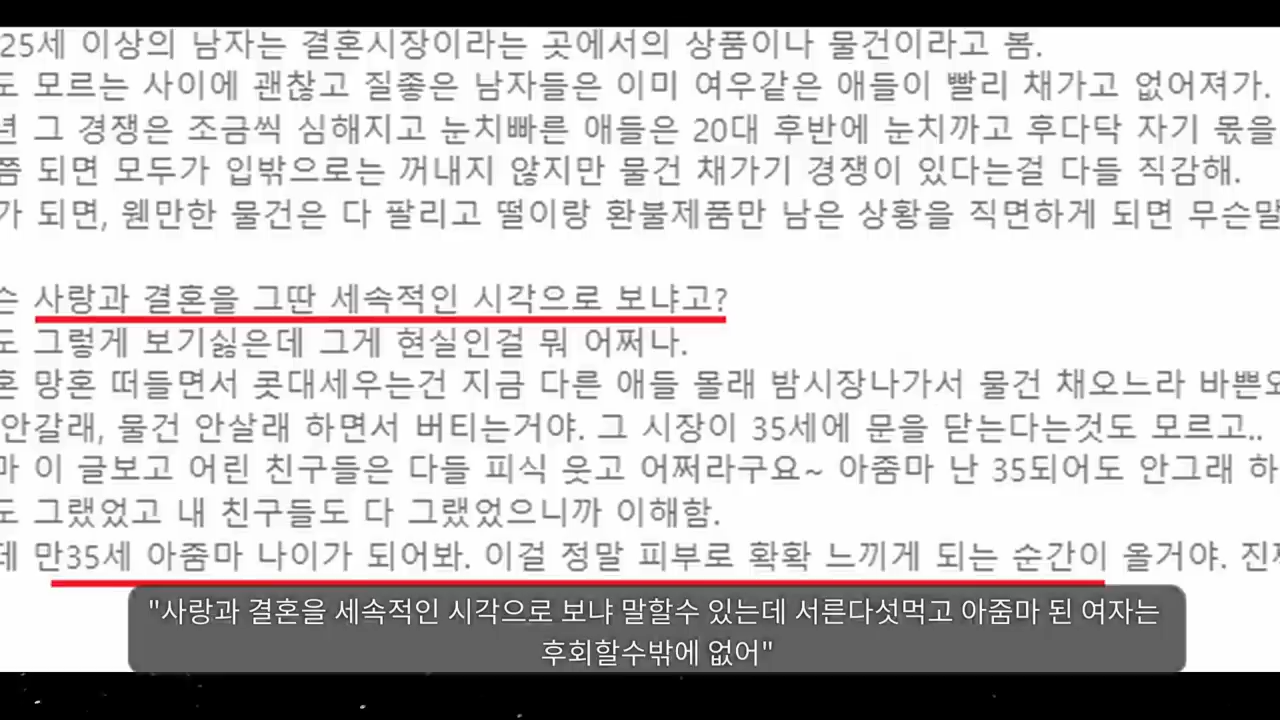 25세 이상의 남자는 결혼시장이라는 곳에서의 상품이나 물건이라고 봄.
도 모르는 사이에 괜찮고 질좋은 남자들은 이미 여우같은 애들이 빨리 채가고 없어져가.
년 그 경쟁은 조금씩 심해지고 눈치빠른 애들은 20대 후반에 눈치까고 후다닥 자기 몫을
쯤 되면 모두가 입밖으로는 꺼내지 않지만 물건 채가기 경쟁이 있다는걸 다들 직감해.
가 되면, 웬만한 물건은 다 팔리고 떨이랑 환불제품만 남은 상황을 직면하게 되면 무슨말
슨 사랑과 결혼을 그딴 세속적인 시각으로 보냐고?
도 그렇게 보기싫은데 그게 현실인걸 뭐 어쩌나.
혼 망혼 떠들면서 콧대세우는건 지금 다른 애들 몰래 밤시장나가서 물건 채오느라 바쁜
안갈래, 물건 안살래 하면서 버티는거야. 그 시장이 35세에 문을 닫는다는것도 모르고..
마 이 글보고 어린 친구들은 다들 피식 웃고 어쩌라구요~ 아줌마 난 35되어도 안그래 하
도 그랬었고 내 친구들도 다 그랬었으니까 이해함.
데 만35세 아줌마 나이가 되어봐. 이걸 정말 피부로 확확 느끼게 되는 순간이 올거야.
"사랑과 결혼을 세속적인 시각으로 보냐 말할수 있는데 서른다섯먹고 아줌마 된 여자는
후회할수밖에 없어"